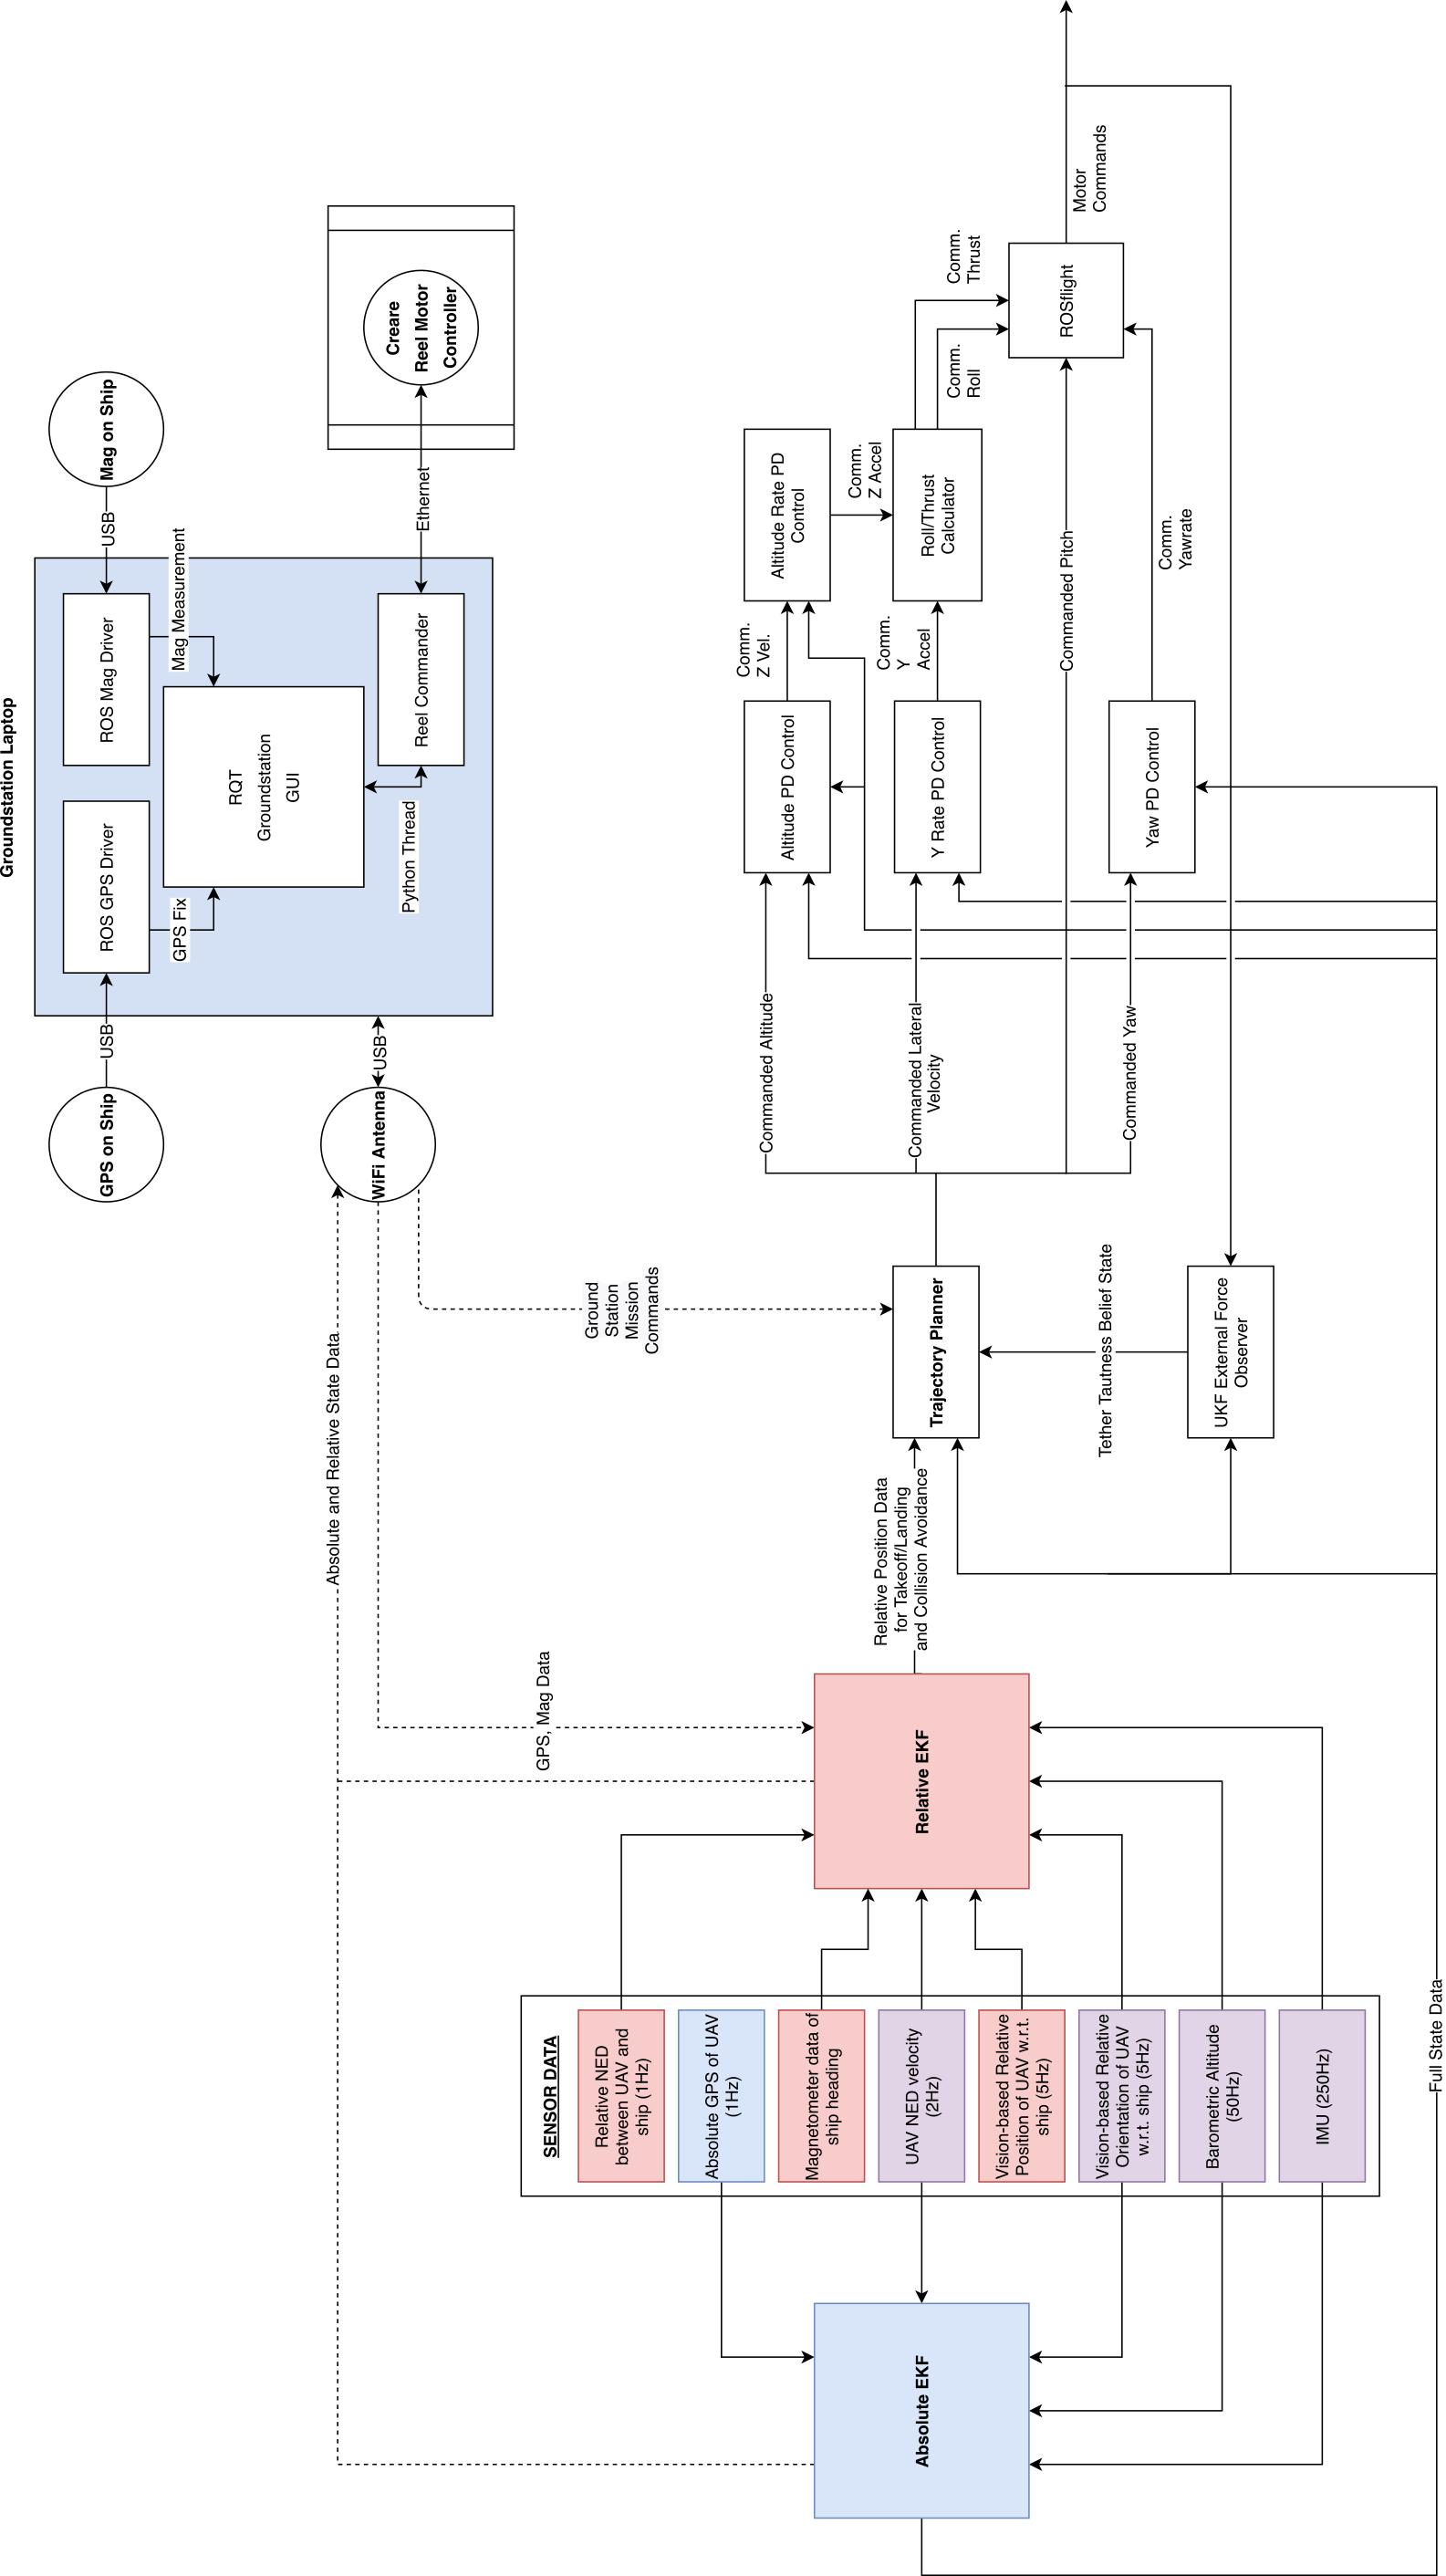 Groundstation Laptop
GPS on Ship
USB
ROS GPS Driver
GPS Fix
ROS Mag Driver
USB
Mag on Ship
Mag Measurement
RQT
Groundstation
GUI
Python Thread
Reel Commander
Ethernet
Creare
Reel Motor
Controller
USB
WiFi Antenna
Absolute and Relative State Data
GPS, Mag Data
Ground
Station
Mission
Commands
SENSOR DATA
Relative NED
between UAV and
ship (1Hz)
Absolute GPS of UAV
(1Hz)
Magnetometer data of
ship heading
UAV NED velocity
(2Hz)
Vision-based Relative
Position of UAV w.r.t.
ship (5Hz)
Vision-based Relative
Orientation of UAV
w.r.t. ship (5Hz)
Barometric Altitude
(50Hz)
IMU (250Hz)
Absolute EKF
Relative EKF
Relative Position Data
for Takeoff/Landing
and Collision Avoidance
Trajectory Planner
Tether Tautness Belief State
UKF External Force
Observer
Commanded Altitude
Commanded Lateral
Velocity
Commanded Yaw
Commanded Pitch
Altitude PD Control
Comm.
Z Vel.
Altitude Rate PD
Control
Comm.
Z Accel
Y Rate PD Control
Comm.
Y
Accel
Roll/Thrust
Calculator
Comm.
Roll
Comm.
Thrust
Yaw PD Control
Comm.
Yawrate
ROSflight
Motor
Commands
Full State Data